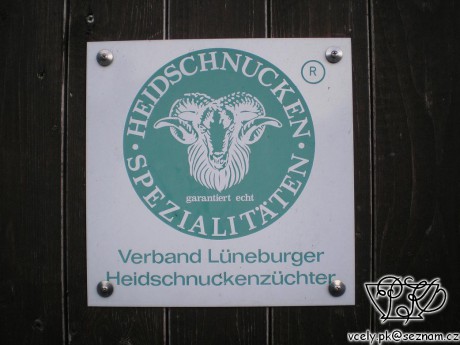 · HEIDSCHNUCKEN ·
SPEZIALITÄTEN
garantiert echt
®
Verband Lüneburger
Heidschnuckenzüchter
vcely.pk@seznam.cz